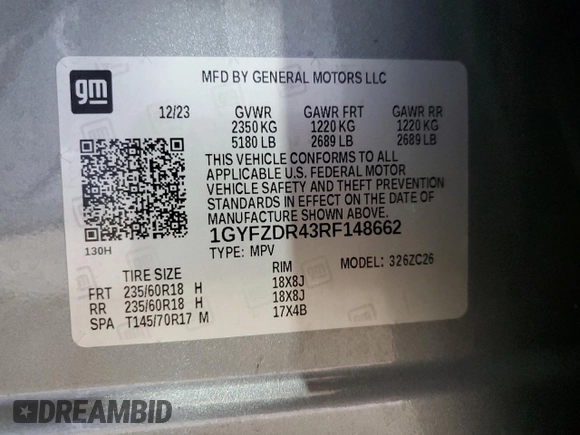 gm
MFD BY GENERAL MOTORS LLC
12/23 GVWR GAWR FRT GAWR RR
2350 KG 1220 KG 1220 KG
5180 LB 2689 LB 2689 LB
THIS VEHICLE CONFORMS TO ALL
APPLICABLE U.S. FEDERAL MOTOR
VEHICLE SAFETY AND THEFT PREVENTION
STANDARDS IN EFFECT ON THE DATE OF
MANUFACTURE SHOWN ABOVE.
130H
1GYFZDR43RF148662
TYPE: MPV MODEL: 326ZC26
TIRE SIZE RIM
FRT 235/60R18 H 18X8J
RR 235/60R18 H 18X8J
SPA T145/70R17 M 17X4B
DREAMBID